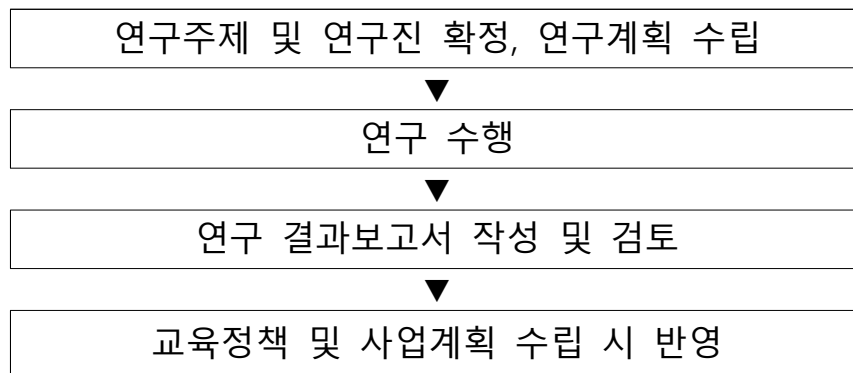 연구주제 및 연구진 확정, 연구계획 수립
▼
연구 수행
▼
연구 결과보고서 작성 및 검토
▼
교육정책 및 사업계획 수립 시 반영